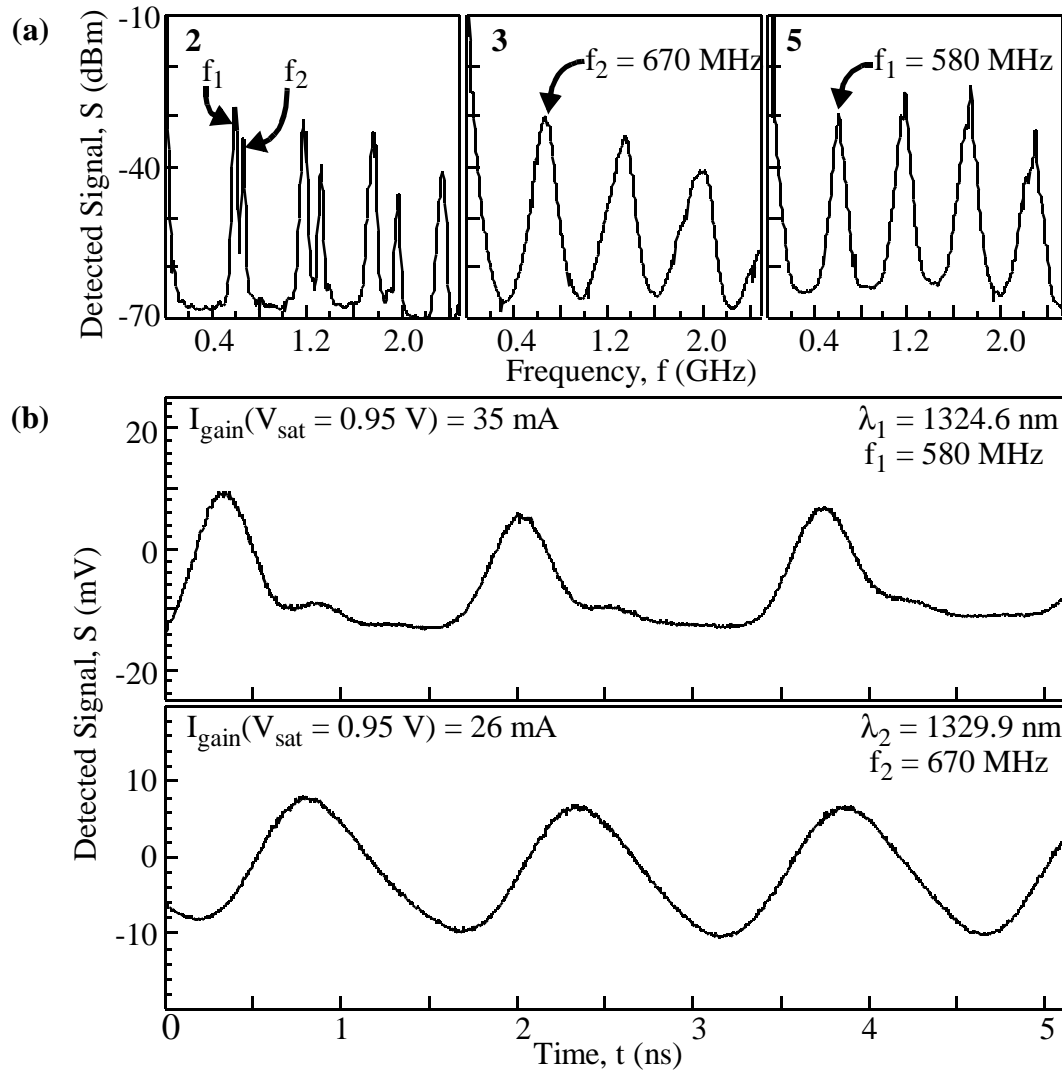 (a)
Detected Signal, S (dBm)
-10
-40
-70
2
f1
f2
3
f2 = 670 MHz
5
f1 = 580 MHz
0.4 1.2 2.0 0.4 1.2 2.0 0.4 1.2 2.0
Frequency, f (GHz)
(b)
Detected Signal, S (mV)
20
0
-20
Igain(Vsat = 0.95 V) = 35 mA
λ1 = 1324.6 nm
f1 = 580 MHz
10
0
-10
Igain(Vsat = 0.95 V) = 26 mA
λ2 = 1329.9 nm
f2 = 670 MHz
0 1 2 3 4 5
Time, t (ns)